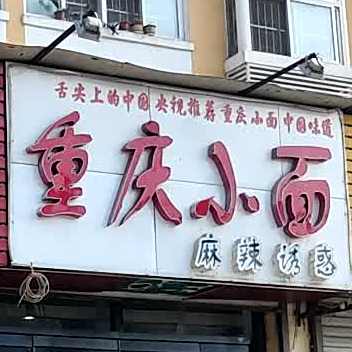 舌尖上的中国 央视推荐 重庆小面 中国味道
重庆小面
麻辣诱惑